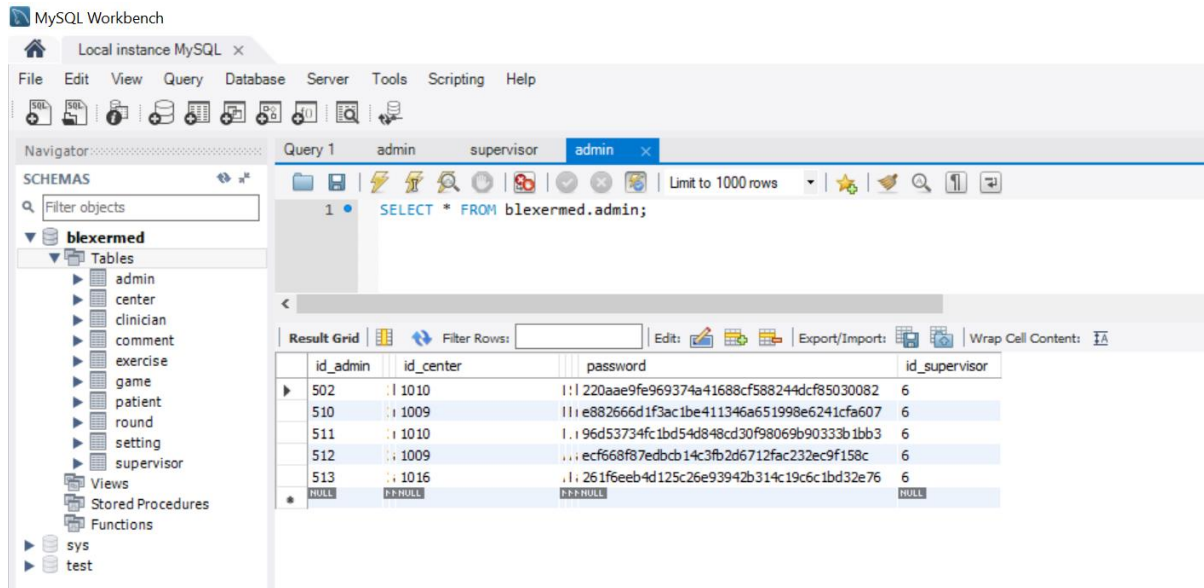 MySQL Workbench
Local instance MySQL ×
File Edit View Query Database Server Tools Scripting Help
Navigator
Query 1 admin supervisor admin ×
SCHEMAS
Limit to 1000 rows
Filter objects
1 SELECT * FROM blexermed.admin;
blexermed
Tables
admin
center
clinician
comment
exercise
game
patient
round
setting
supervisor
Views
Stored Procedures
Functions
sys
test
Result Grid Filter Rows: Edit: Export/Import: Wrap Cell Content:
id_admin id_center password id_supervisor
502 1010 220aae9fe969374a41688cf588244dcf85030082 6
510 1009 e882666d1f3ac1be411346a651998e6241cfa607 6
511 1010 96d53734fc1bd54d848cd30f98069b90333b1bb3 6
512 1009 ecf668f87edbcb14c3fb2d6712fac232ec9f158c 6
513 1016 261f6eeb4d125c26e93942b314c19c6c1bd32e76 6
NULL NULL NULL NULL